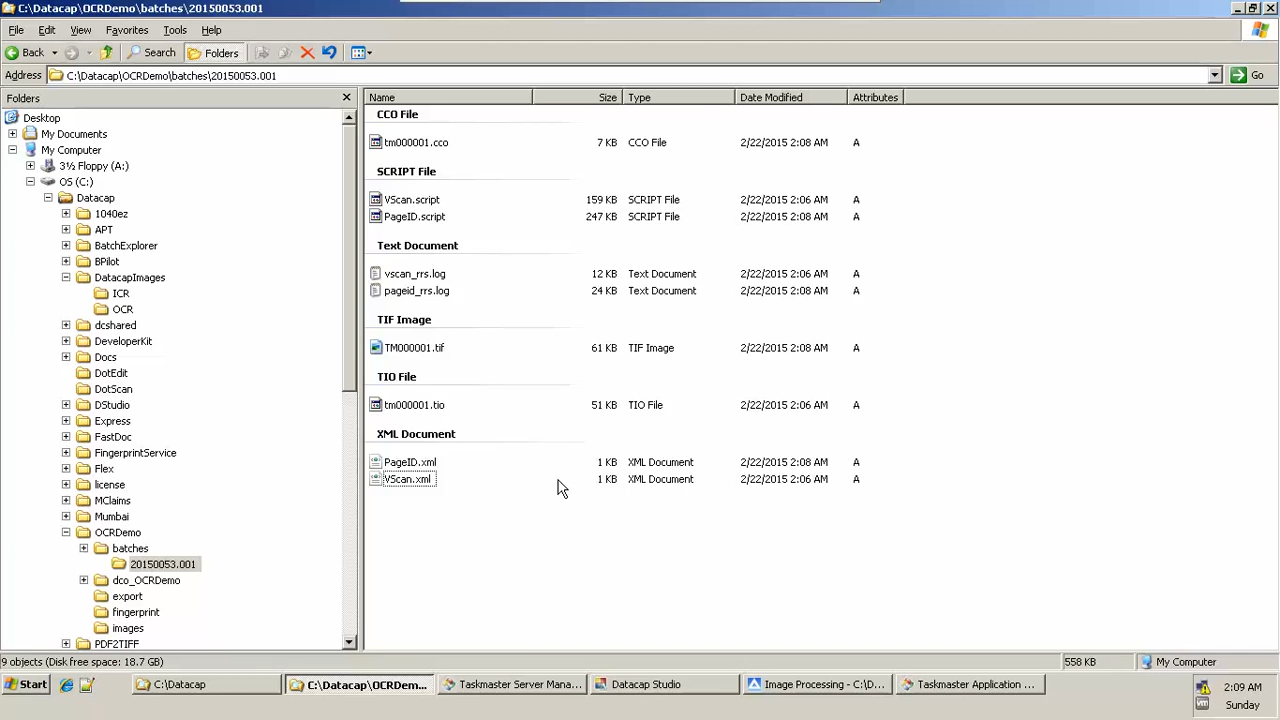 C:\Datacap\OCRDemo\batches\20150053.001
File Edit View Favorites Tools Help
Back Search Folders
Address C:\Datacap\OCRDemo\batches\20150053.001 Go
Folders
Desktop
My Documents
My Computer
3½ Floppy (A:)
OS (C:)
Datacap
1040ez
APT
BatchExplorer
BPilot
DatacapImages
ICR
OCR
dcshared
DeveloperKit
Docs
DotEdit
DotScan
DStudio
Express
FastDoc
FingerprintService
Flex
license
MClaims
Mumbai
OCRDemo
batches
20150053.001
dco_OCRDemo
export
fingerprint
images
PDF2TIFF
Name Size Type Date Modified Attributes
CCO File
tm000001.cco 7 KB CCO File 2/22/2015 2:08 AM A
SCRIPT File
VScan.script 159 KB SCRIPT File 2/22/2015 2:06 AM A
PageID.script 247 KB SCRIPT File 2/22/2015 2:08 AM A
Text Document
vscan_rrs.log 12 KB Text Document 2/22/2015 2:06 AM A
pageid_rrs.log 24 KB Text Document 2/22/2015 2:08 AM A
TIF Image
TM000001.tif 61 KB TIF Image 2/22/2015 2:08 AM A
TIO File
tm000001.tio 51 KB TIO File 2/22/2015 2:06 AM A
XML Document
PageID.xml 1 KB XML Document 2/22/2015 2:08 AM A
VScan.xml 1 KB XML Document 2/22/2015 2:06 AM A
9 objects (Disk free space: 18.7 GB) 558 KB My Computer
Start C:\Datacap C:\Datacap\OCRDem... Taskmaster Server Mana... Datacap Studio Image Processing - C:\D... Taskmaster Application ... 2:09 AM
Sunday